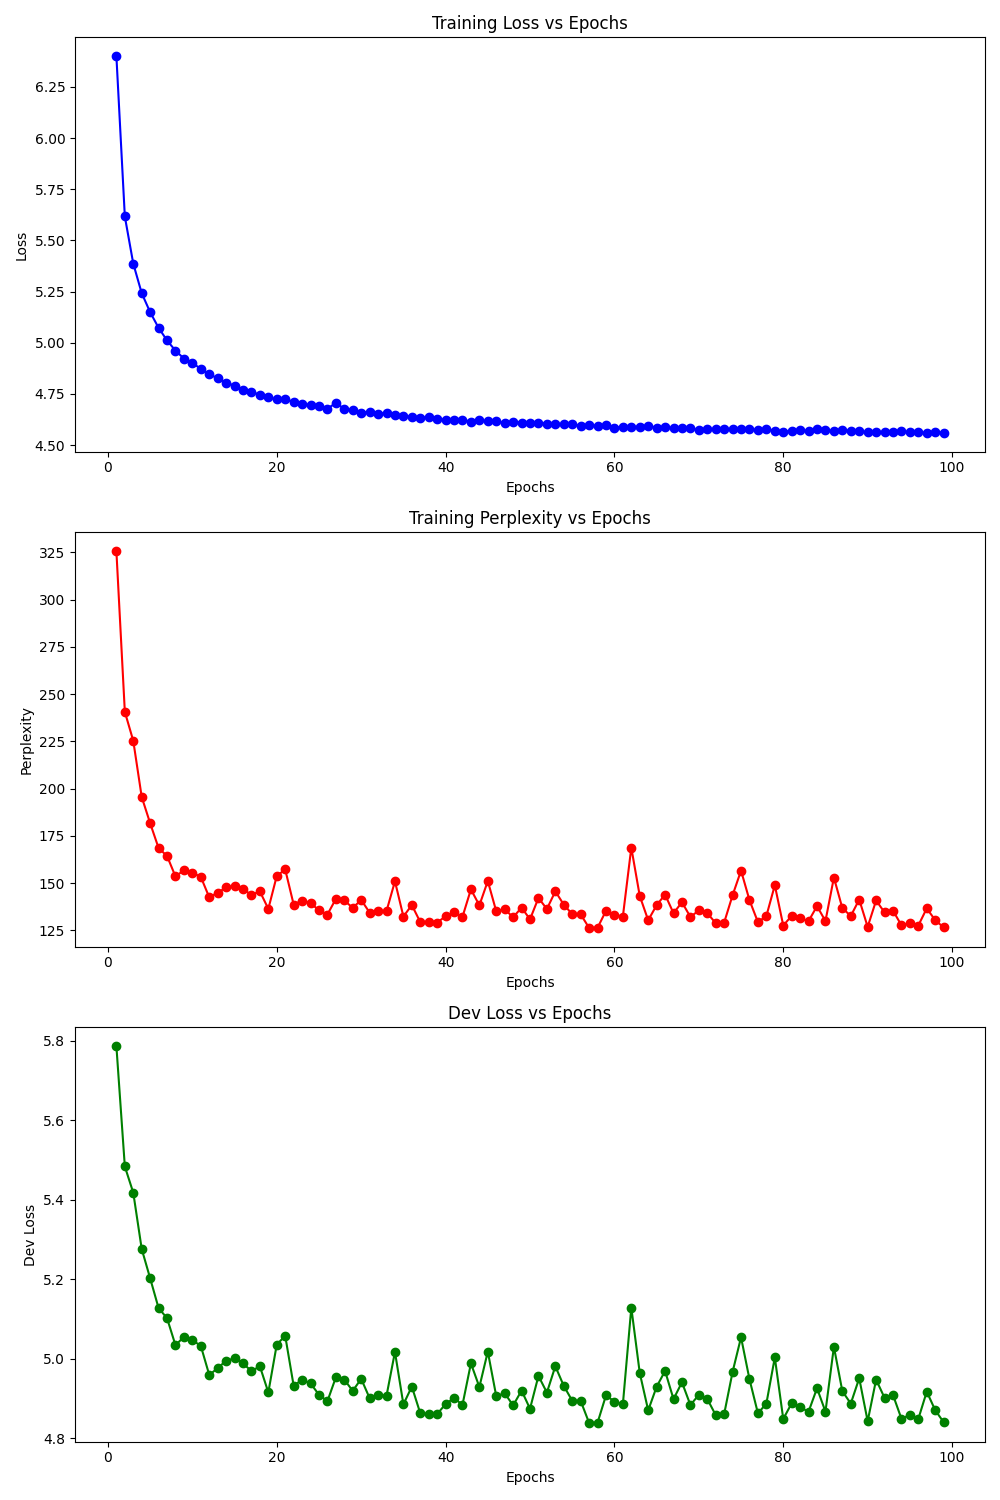 Training Loss vs Epochs
Loss
6.25
6.00
5.75
5.50
5.25
5.00
4.75
4.50
0 20 40 60 80 100
Epochs
Training Perplexity vs Epochs
Perplexity
325
300
275
250
225
200
175
150
125
0 20 40 60 80 100
Epochs
Dev Loss vs Epochs
Dev Loss
5.8
5.6
5.4
5.2
5.0
4.8
0 20 40 60 80 100
Epochs